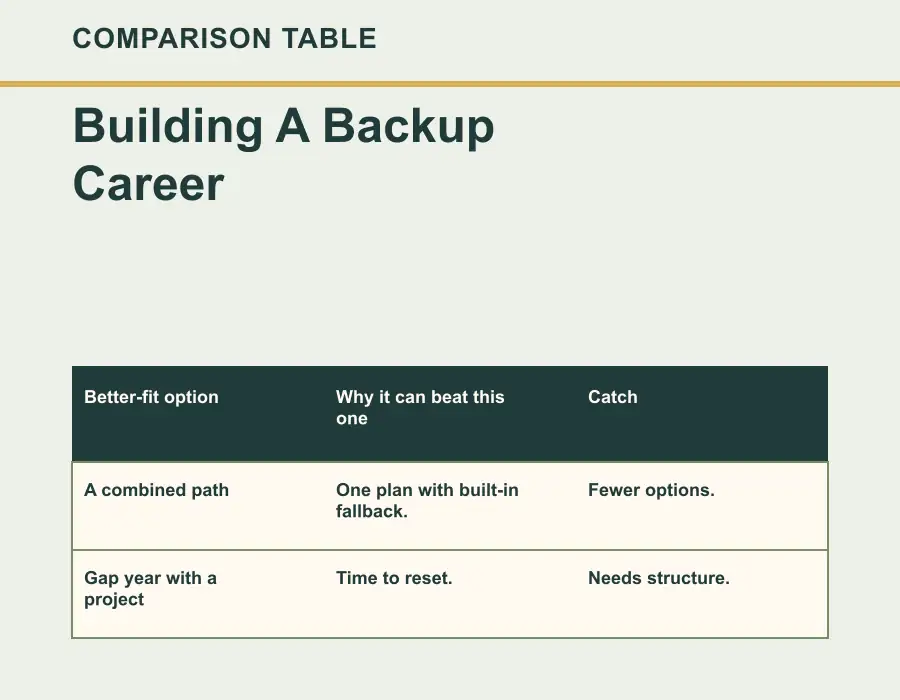 COMPARISON TABLE
Building A Backup
Career
Better-fit option
Why it can beat this
one
Catch
A combined path
One plan with built-in
fallback.
Fewer options.
Gap year with a
project
Time to reset.
Needs structure.